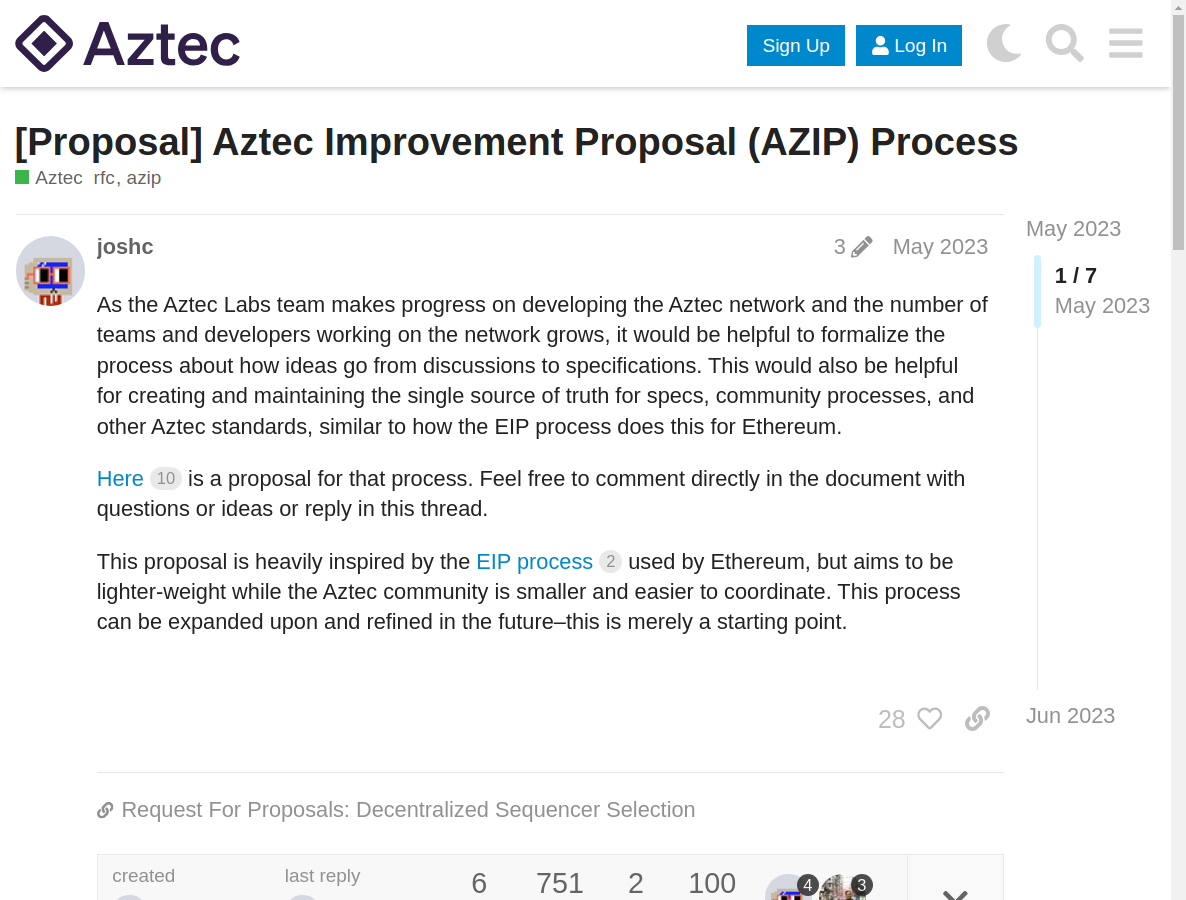 Aztec
Sign Up
Log In
[Proposal] Aztec Improvement Proposal (AZIP) Process
Aztec rfc, azip
joshc
3
May 2023
As the Aztec Labs team makes progress on developing the Aztec network and the number of
teams and developers working on the network grows, it would be helpful to formalize the
process about how ideas go from discussions to specifications. This would also be helpful
for creating and maintaining the single source of truth for specs, community processes, and
other Aztec standards, similar to how the EIP process does this for Ethereum.
Here 10 is a proposal for that process. Feel free to comment directly in the document with
questions or ideas or reply in this thread.
This proposal is heavily inspired by the EIP process 2 used by Ethereum, but aims to be
lighter-weight while the Aztec community is smaller and easier to coordinate. This process
can be expanded upon and refined in the future–this is merely a starting point.
28
May 2023
1 / 7
May 2023
Jun 2023
Request For Proposals: Decentralized Sequencer Selection
created
last reply
6
751
2
100
4
3